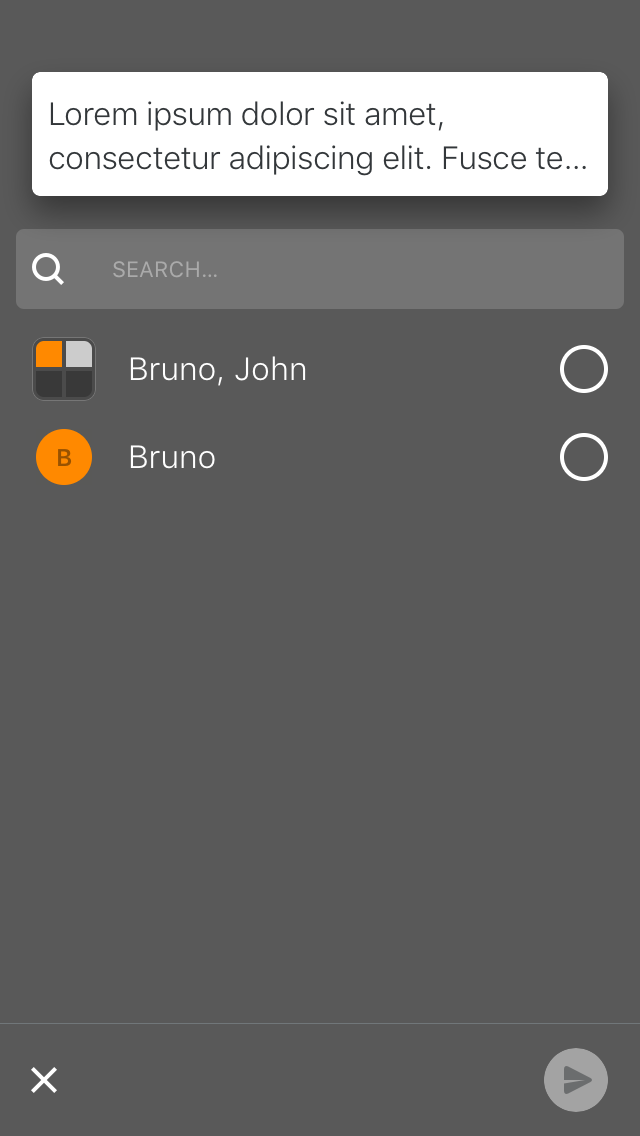 Lorem ipsum dolor sit amet,
consectetur adipiscing elit. Fusce te...
SEARCH...
Bruno, John
B Bruno